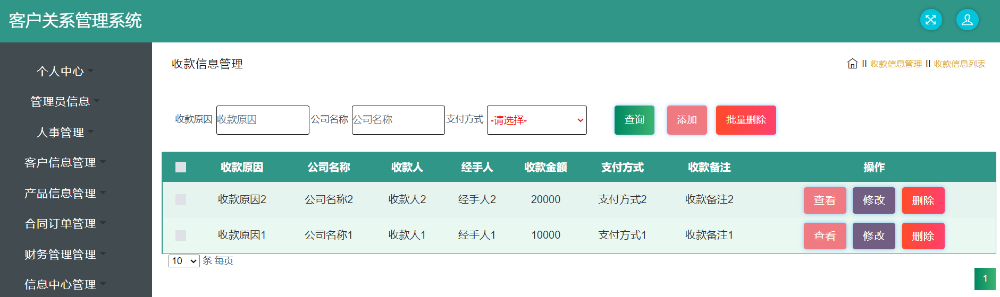 客户关系管理系统
个人中心
管理员信息
人事管理
客户信息管理
产品信息管理
合同订单管理
财务管理管理
信息中心管理
收款信息管理
II 收款信息管理 II 收款信息列表
收款原因 收款原因 公司名称 公司名称 支付方式 -请选择- 查询 添加 批量删除
收款原因 公司名称 收款人 经手人 收款金额 支付方式 收款备注 操作
收款原因2 公司名称2 收款人2 经手人2 20000 支付方式2 收款备注2 查看 修改 删除
收款原因1 公司名称1 收款人1 经手人1 10000 支付方式1 收款备注1 查看 修改 删除
10 条 每页
1